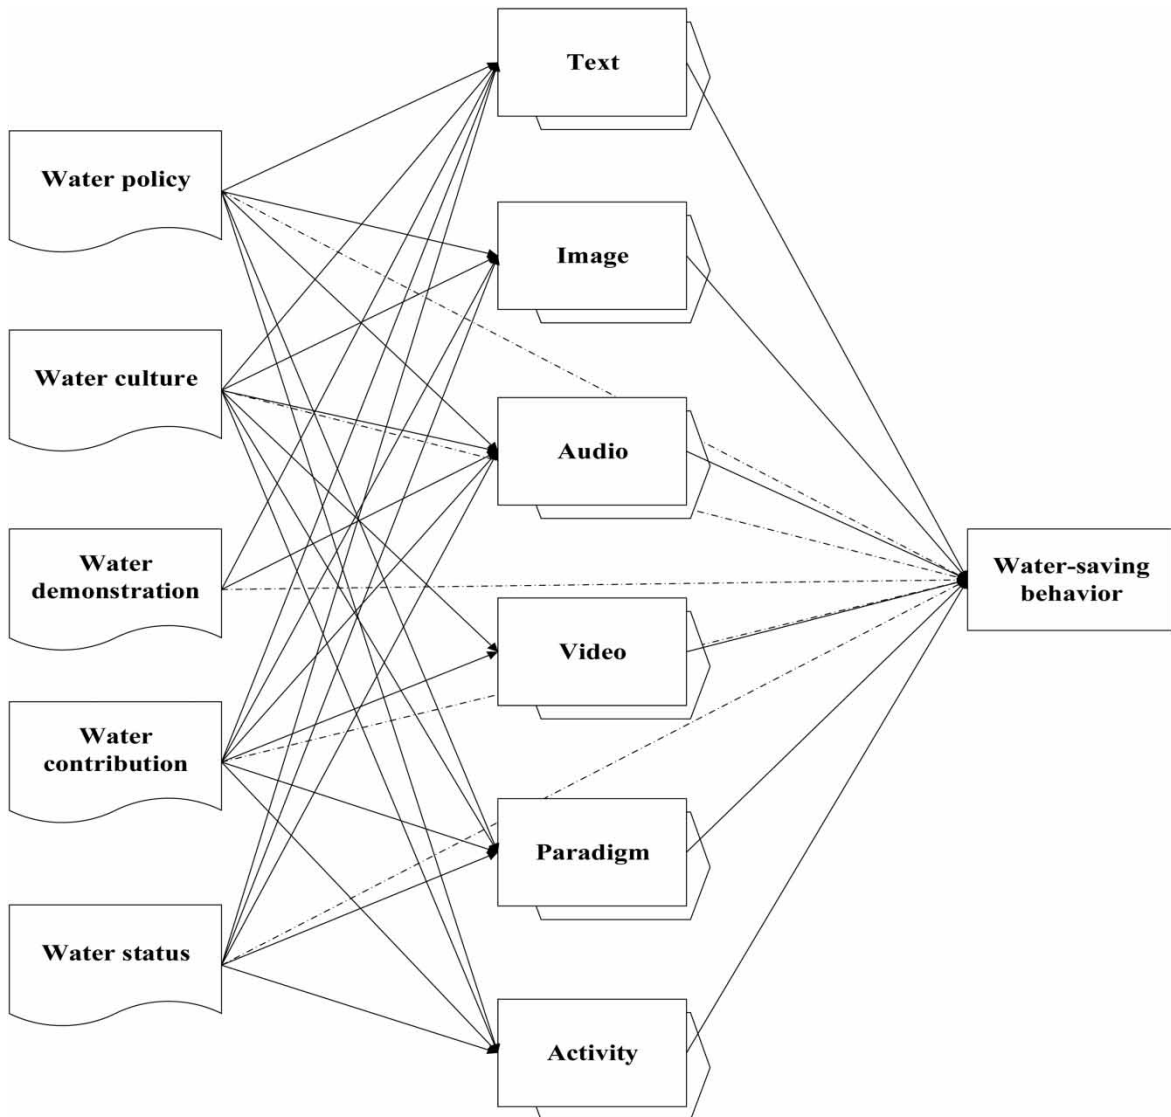 Water policy
Water culture
Water
demonstration
Water
contribution
Water status
Text
Image
Audio
Video
Paradigm
Activity
Water-saving
behavior